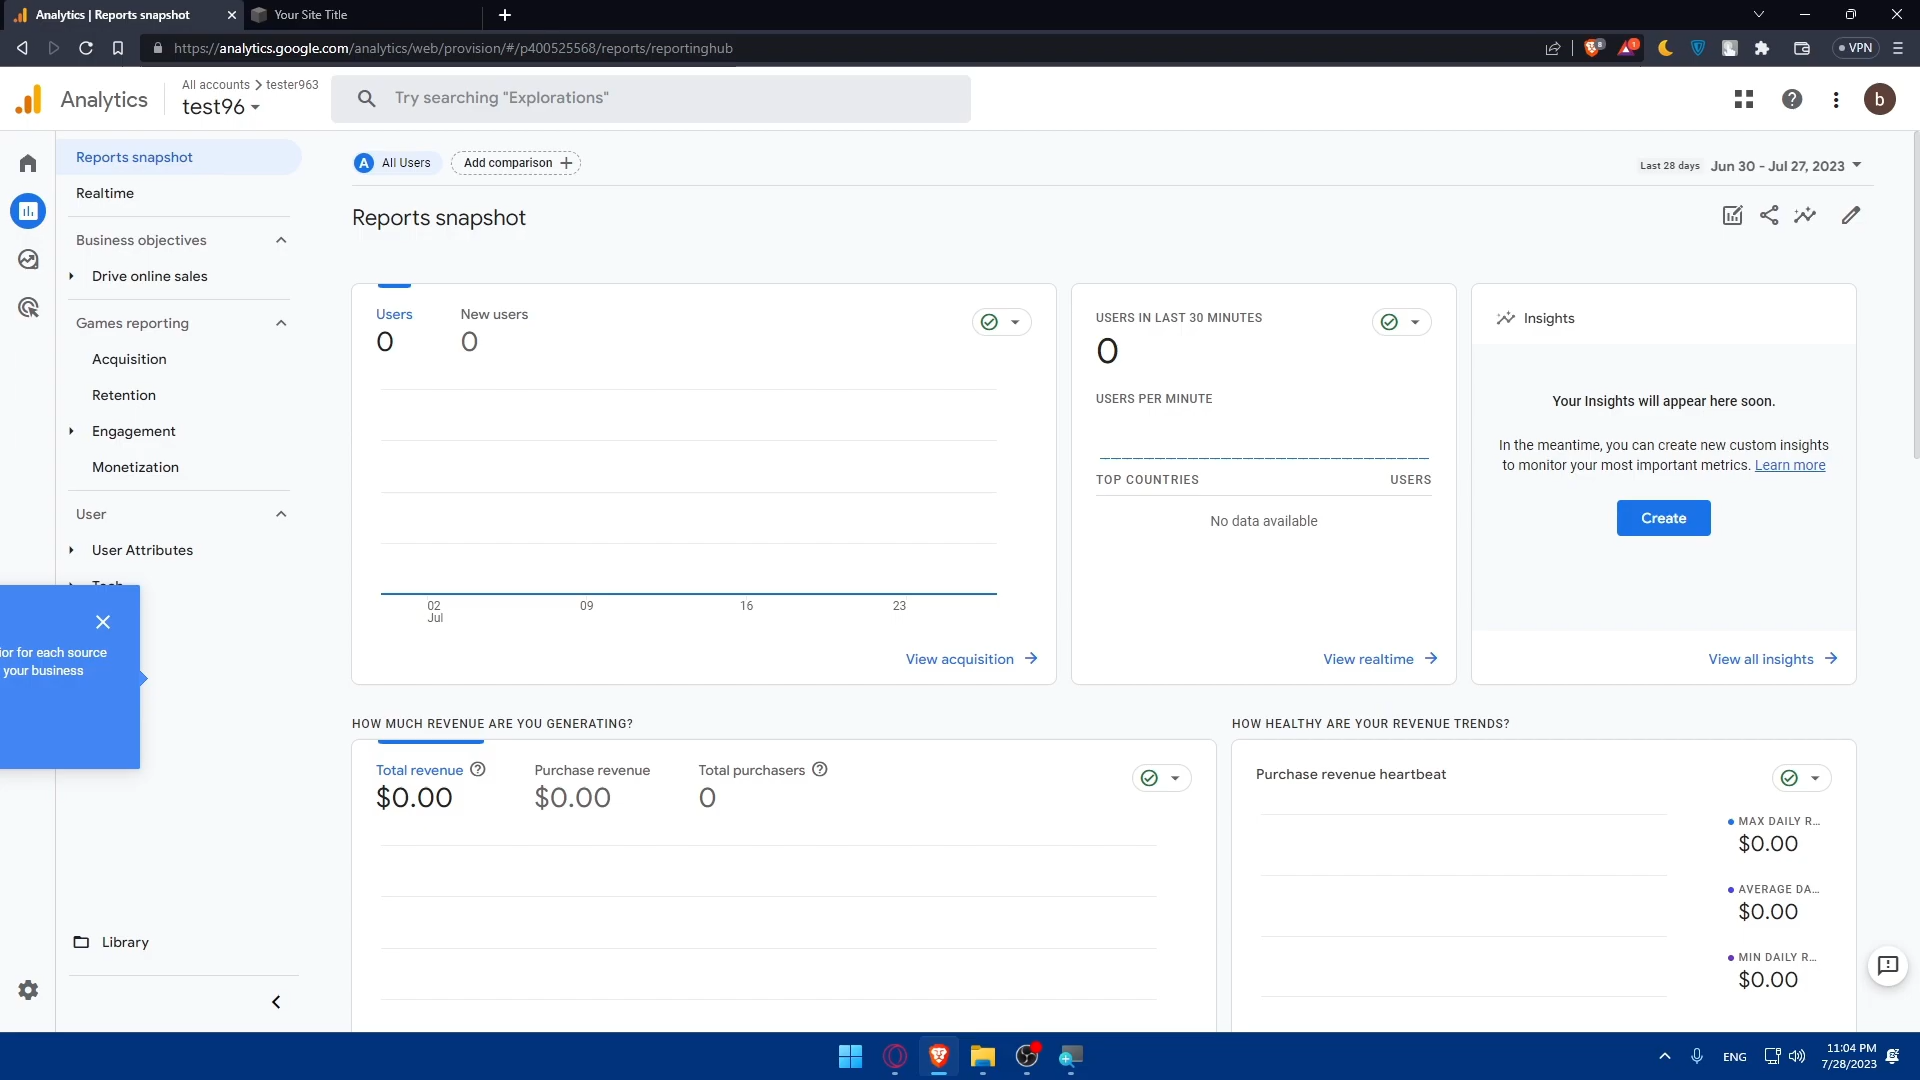 Analytics | Reports snapshot
Your Site Title
https://analytics.google.com/analytics/web/provision/#/p400525568/reports/reportinghub
8
1
VPN
Analytics
All accounts > tester963
test96
Try searching "Explorations"
b
Reports snapshot
Realtime
Business objectives
Drive online sales
Games reporting
Acquisition
Retention
Engagement
Monetization
User
User Attributes
Tech
ior for each source
your business
Library
A All Users
Add comparison +
Last 28 days Jun 30 - Jul 27, 2023
Reports snapshot
Users
0
New users
0
02
Jul
09
16
23
View acquisition
USERS IN LAST 30 MINUTES
0
USERS PER MINUTE
TOP COUNTRIES USERS
No data available
View realtime
Insights
Your Insights will appear here soon.
In the meantime, you can create new custom insights
to monitor your most important metrics. Learn more
Create
View all insights
HOW MUCH REVENUE ARE YOU GENERATING?
Total revenue
$0.00
Purchase revenue
$0.00
Total purchasers
0
HOW HEALTHY ARE YOUR REVENUE TRENDS?
Purchase revenue heartbeat
MAX DAILY R...
$0.00
AVERAGE DA...
$0.00
MIN DAILY R...
$0.00
ENG
11:04 PM
7/28/2023